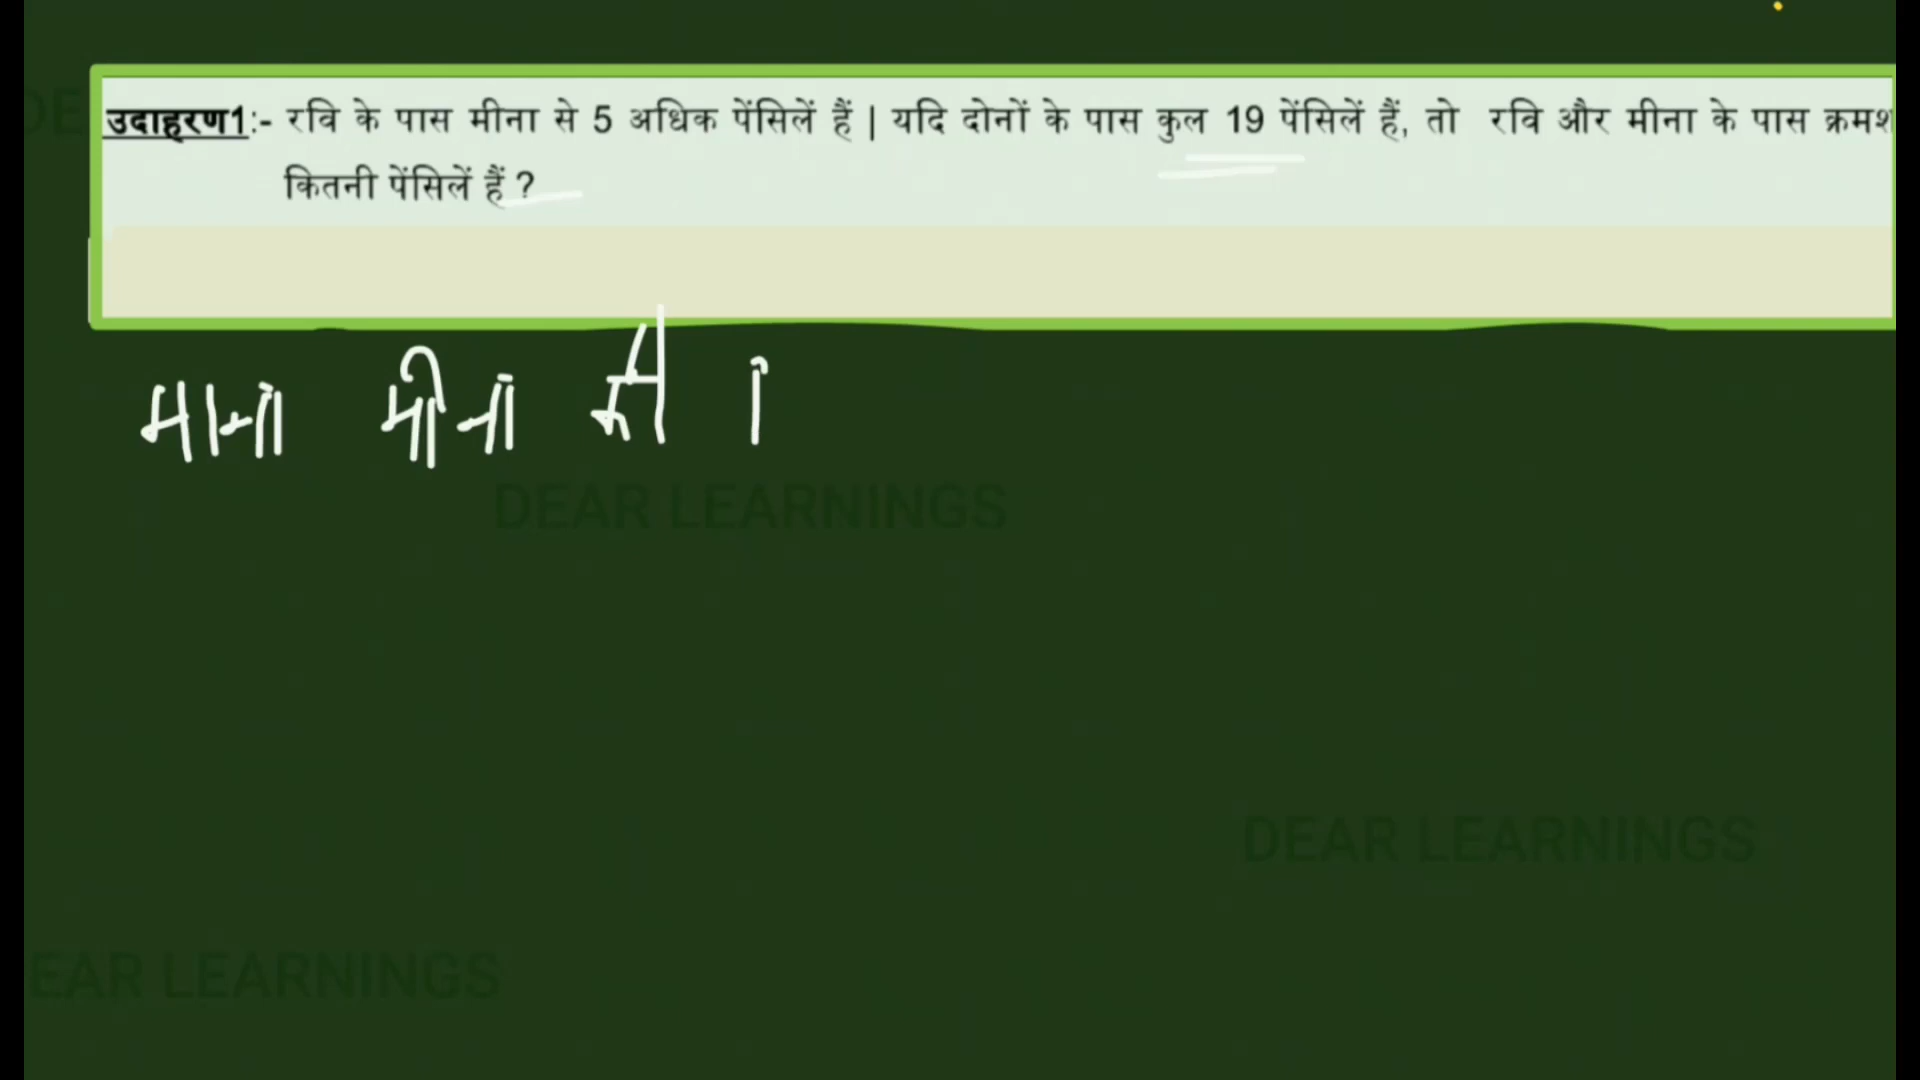 उदाहरण1:- रवि के पास मीना से 5 अधिक पेंसिलें हैं | यदि दोनों के पास कुल 19 पेंसिलें हैं, तो रवि और मीना के पास क्रमश
कितनी पेंसिलें हैं ?
माना मीना की
DEAR LEARNINGS
DEAR LEARNINGS
EAR LEARNINGS